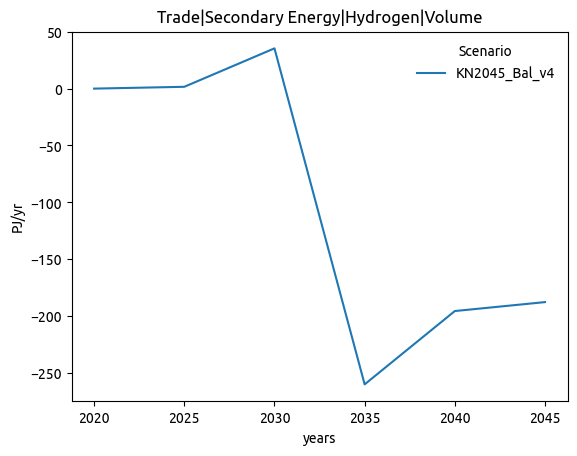 Trade|Secondary Energy|Hydrogen|Volume
Scenario
KN2045_Bal_v4
50
0
−50
−100
−150
−200
−250
PJ/yr
2020 2025 2030 2035 2040 2045
years